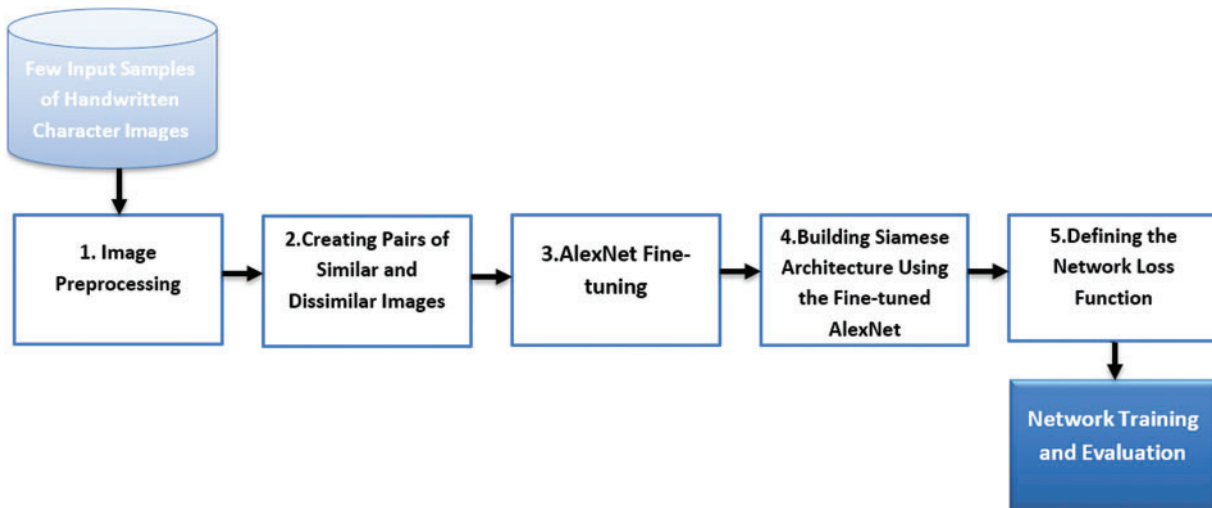 Few Input Samples
of Handwritten
Character Images
1. Image
Preprocessing
2.Creating Pairs of
Similar and
Dissimilar Images
3.AlexNet Fine-
tuning
4.Building Siamese
Architecture Using
the Fine-tuned
AlexNet
5.Defining the
Network Loss
Function
Network Training
and Evaluation